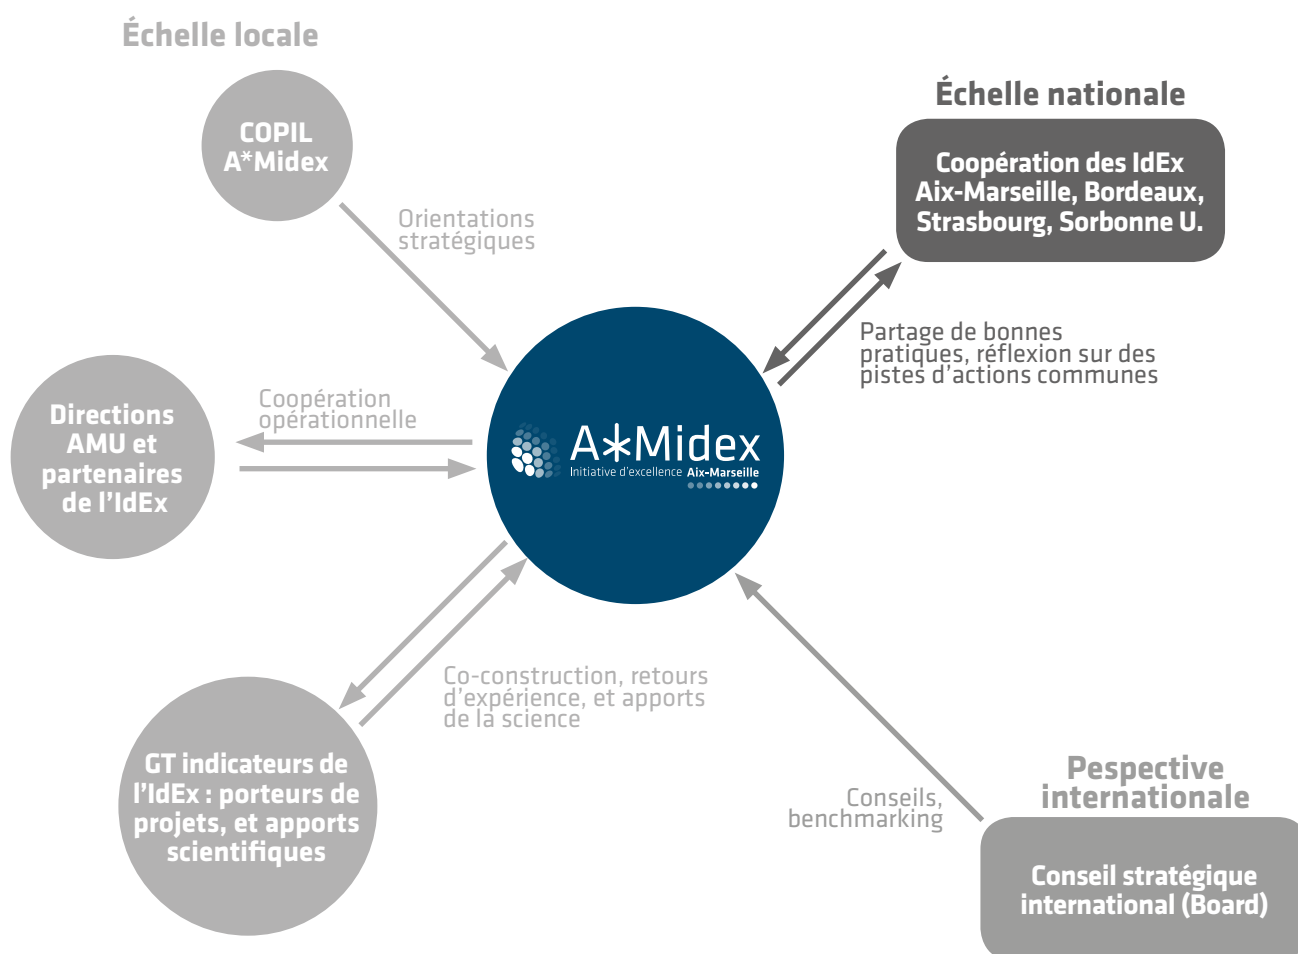 Échelle locale
COPIL
A*Midex
Orientations
stratégiques
Échelle nationale
Coopération des IdEx
Aix-Marseille, Bordeaux,
Strasbourg, Sorbonne U.
Partage de bonnes
pratiques, réflexion sur des
pistes d'actions communes
Directions
AMU et
partenaires
de l'IdEx
Coopération
opérationnelle
A*Midex
Initiative d'excellence Aix-Marseille
Co-construction, retours
d'expérience, et apports
de la science
GT indicateurs de
l'IdEx : porteurs de
projets, et apports
scientifiques
Conseils,
benchmarking
Pespective
internationale
Conseil stratégique
international (Board)